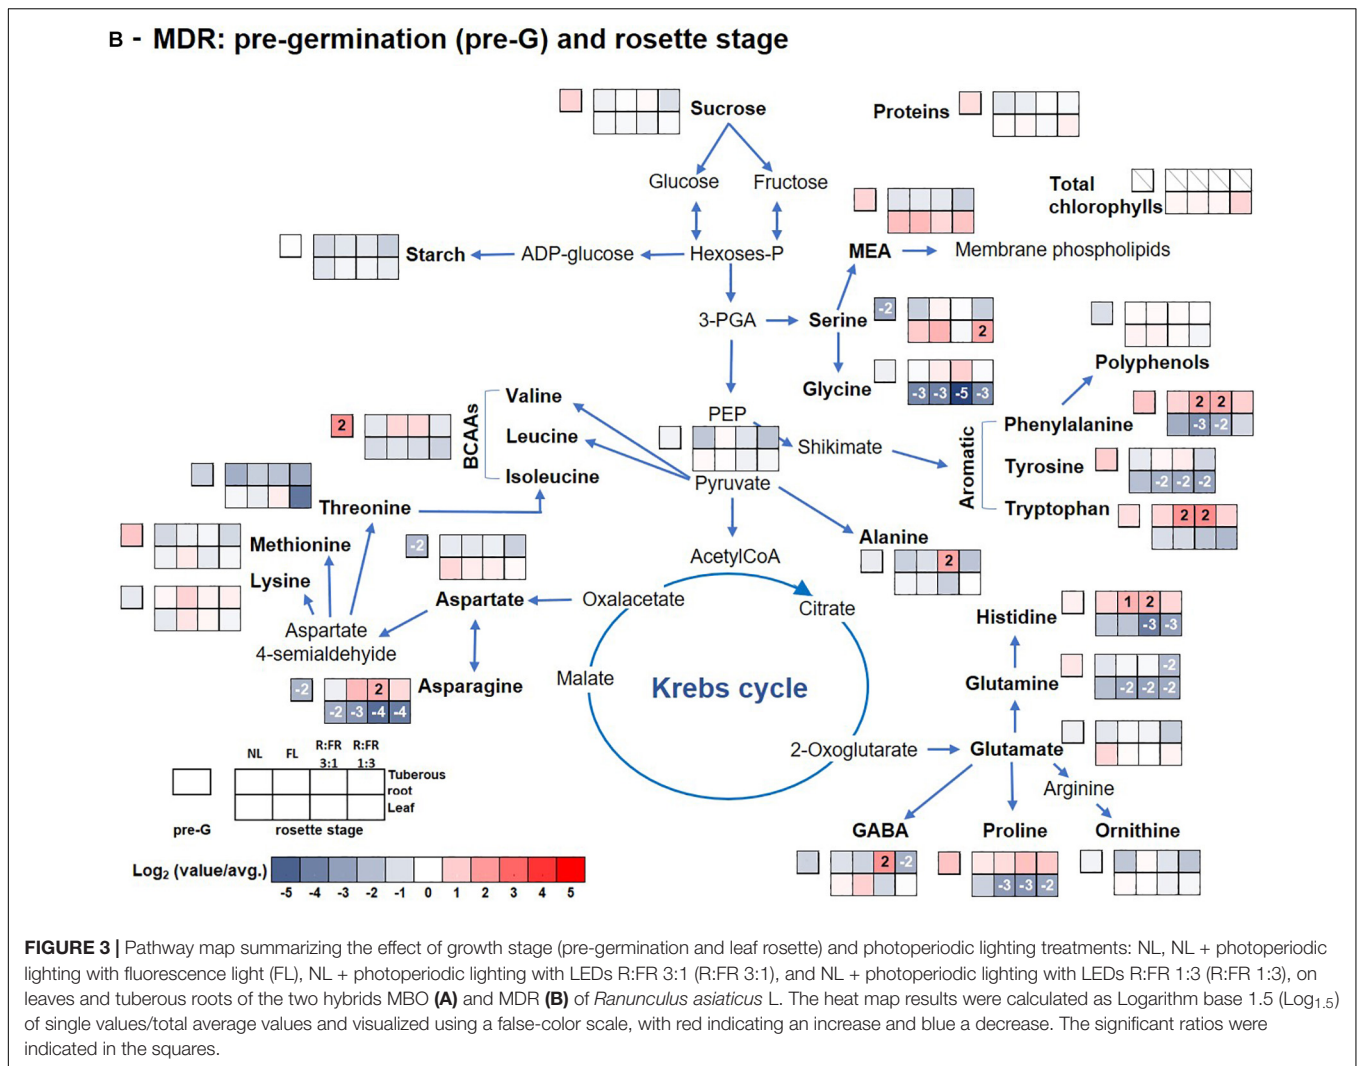 B - MDR: pre-germination (pre-G) and rosette stage
Sucrose
Proteins
Glucose
Fructose
Total
chlorophylls
Starch
ADP-glucose
Hexoses-P
MEA
Membrane phospholipids
3-PGA
Serine
-2
2
Glycine
-3 -3 -5 -3
Polyphenols
BCAAs
Valine
Leucine
Isoleucine
2
PEP
Shikimate
Pyruvate
Aromatic
Phenylalanine
2 2
-3 -2
Tyrosine
-2 -2 -2
Tryptophan
2 2
Threonine
Methionine
Lysine
Alanine
2
AcetylCoA
-2
Aspartate
Oxalacetate
Citrate
Aspartate
4-semialdehyide
Histidine
1 2
-3 -3
Malate
Krebs cycle
Asparagine
-2
2
-2 -3 -4 -4
Glutamine
-2
-2 -2 -2
2-Oxoglutarate
Glutamate
Arginine
GABA
2 -2
Proline
-3 -3 -2
Ornithine
NL FL R:FR 3:1 R:FR 1:3
Tuberous
root
Leaf
pre-G
rosette stage
Log2 (value/avg.)
-5 -4 -3 -2 -1 0 1 2 3 4 5
FIGURE 3 | Pathway map summarizing the effect of growth stage (pre-germination and leaf rosette) and photoperiodic lighting treatments: NL, NL + photoperiodic
lighting with fluorescence light (FL), NL + photoperiodic lighting with LEDs R:FR 3:1 (R:FR 3:1), and NL + photoperiodic lighting with LEDs R:FR 1:3 (R:FR 1:3), on
leaves and tuberous roots of the two hybrids MBO (A) and MDR (B) of Ranunculus asiaticus L. The heat map results were calculated as Logarithm base 1.5 (Log1.5)
of single values/total average values and visualized using a false-color scale, with red indicating an increase and blue a decrease. The significant ratios were
indicated in the squares.